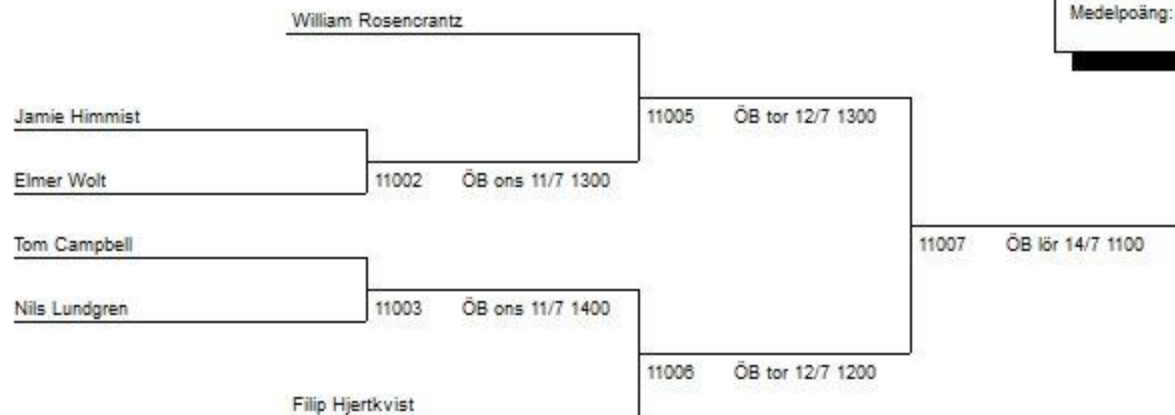 William Rosencrantz
Medelpoäng:
Jamie Himmist
11005 ÖB tor 12/7 1300
Elmer Wolt
11002 ÖB ons 11/7 1300
Tom Campbell
11007 ÖB lör 14/7 1100
Nils Lundgren
11003 ÖB ons 11/7 1400
11006 ÖB tor 12/7 1200
Filip Hjertkvist